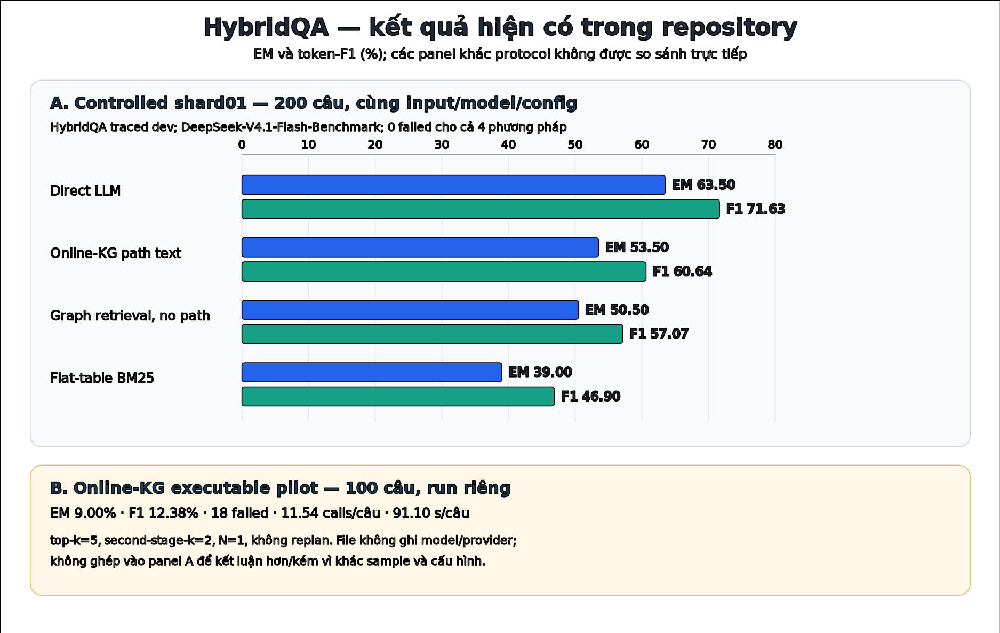 HybridQA — kết quả hiện có trong repository
EM và token-F1 (%); các panel khác protocol không được so sánh trực tiếp
A. Controlled shard01 — 200 câu, cùng input/model/config
HybridQA traced dev; DeepSeek-V4.1-Flash-Benchmark; 0 failed cho cả 4 phương pháp
0 10 20 30 40 50 60 70 80
Direct LLM
EM 63.50
F1 71.63
Online-KG path text
EM 53.50
F1 60.64
Graph retrieval, no path
EM 50.50
F1 57.07
Flat-table BM25
EM 39.00
F1 46.90
B. Online-KG executable pilot — 100 câu, run riêng
EM 9.00% · F1 12.38% · 18 failed · 11.54 calls/câu · 91.10 s/câu
top-k=5, second-stage-k=2, N=1, không replan. File không ghi model/provider;
không ghép vào panel A để kết luận hơn/kém vì khác sample và cấu hình.